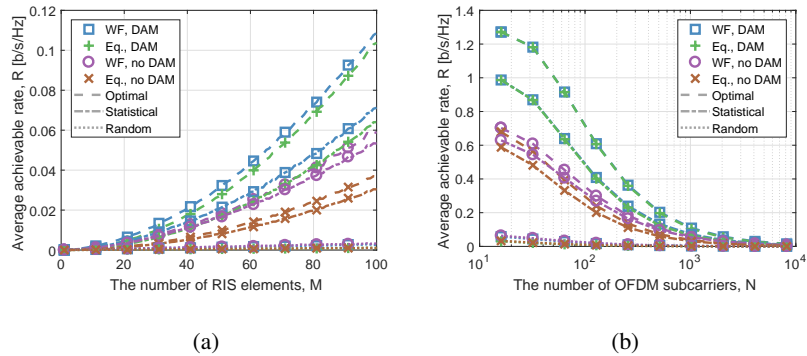 Average achievable rate, R [b/s/Hz]
0.12
0.1
0.08
0.06
0.04
0.02
0
WF, DAM
Eq., DAM
WF, no DAM
Eq., no DAM
Optimal
Statistical
Random
0 20 40 60 80 100
The number of RIS elements, M
(a)
Average achievable rate, R [b/s/Hz]
1.4
1.2
1
0.8
0.6
0.4
0.2
0
WF, DAM
Eq., DAM
WF, no DAM
Eq., no DAM
Optimal
Statistical
Random
10^1 10^2 10^3 10^4
The number of OFDM subcarriers, N
(b)